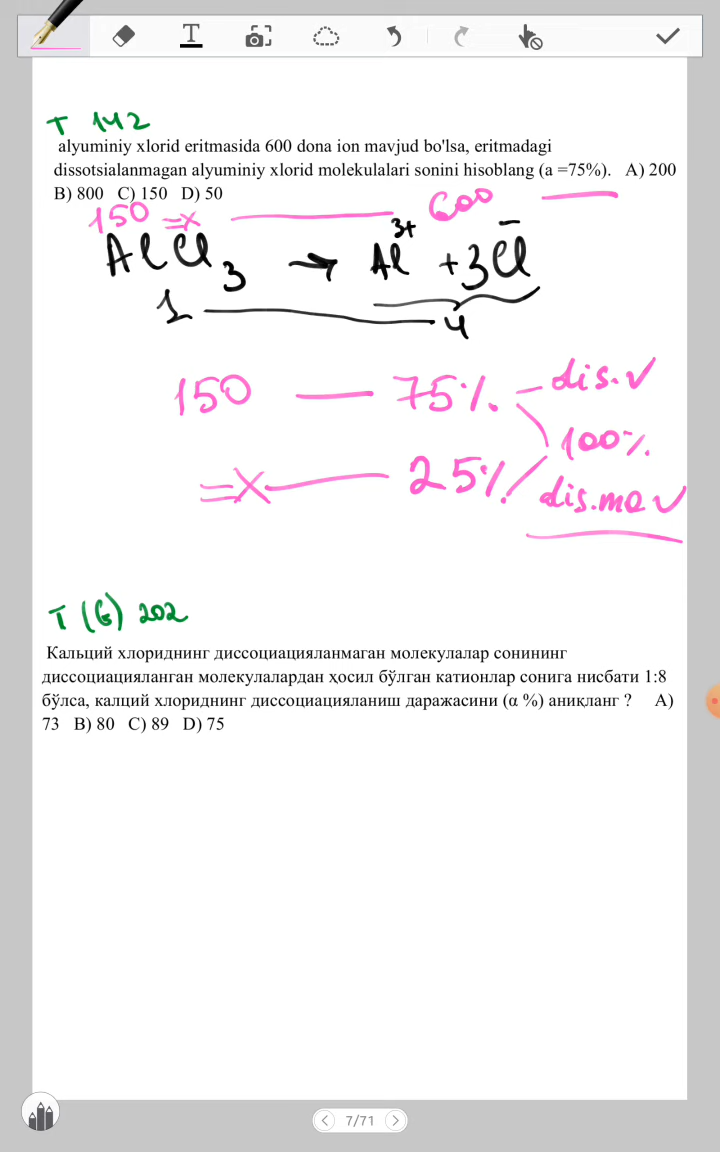 T
T 142
alyuminiy xlorid eritmasida 600 dona ion mavjud bo'lsa, eritmadagi
dissotsialanmagan alyuminiy xlorid molekulalari sonini hisoblang (a =75%). A) 200
B) 800 C) 150 D) 50
150 =x 600
AlCl3 → Al3+ + 3Cl-
1 4
150 — 75% dis.v
100%
=x — 25% dis.ma v
T (6) 202
Кальций хлориднинг диссоциацияланмаган молекулалар сонининг
диссоциацияланган молекулалардан ҳосил бўлган катионлар сонига нисбати 1:8
бўлса, калций хлориднинг диссоциацияланиш даражасини (α %) аниқланг ? А)
73 B) 80 C) 89 D) 75
7/71